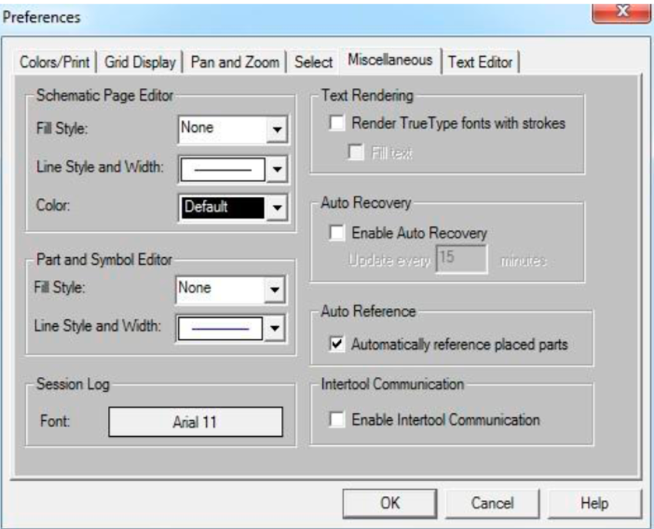 Preferences
x
Colors/Print Grid Display Pan and Zoom Select Miscellaneous Text Editor
Schematic Page Editor
Fill Style: None
Line Style and Width:
Color: Default
Part and Symbol Editor
Fill Style: None
Line Style and Width:
Session Log
Font: Arial 11
Text Rendering
Render TrueType fonts with strokes
Fill text
Auto Recovery
Enable Auto Recovery
Update every 15 minutes
Auto Reference
Automatically reference placed parts
Intertool Communication
Enable Intertool Communication
OK Cancel Help